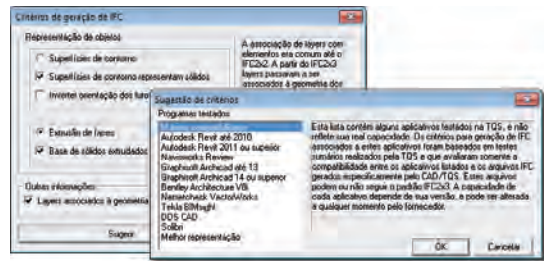 Critérios de geração de IFC
Representação de objetos
Superfícies de contorno
Superfícies de contorno representam sólidos
Inverter orientação dos furos
Extrusão de faces
Base de sólidos extrudados
Outras informações
Layers associados à geometria
Sugerir
A associação de layers com
elementos era comum até o
IFC2x2. A partir do IFC2x3
layers passaram a ser
associados à geometria dos
Sugestão de critérios
Programas testados
Autodesk Revit até 2010
Autodesk Revit 2011 ou superior
Navisworks Review
Graphisoft Archicad até 13
Graphisoft Archicad 14 ou superior
Bentley Architecture V8i
Nemetscheck VectorWorks
Tekla BIMsight
DDS CAD
Solibri
Melhor representação
Esta lista contém alguns aplicativos testados na TQS, e não
reflete sua real capacidade. Os critérios para geração de IFC
associados a estes aplicativos foram baseados em testes
sumários realizados pela TQS e que avaliaram somente a
compatibilidade entre os aplicativos listados e os arquivos IFC
gerados especificamente pelo CAD/TQS. Esses arquivos
podem ou não seguir o padrão IFC2x3. A capacidade de
cada aplicativo depende de sua versão, e pode ser alterada
a qualquer momento pelo fornecedor.
OK
Cancelar